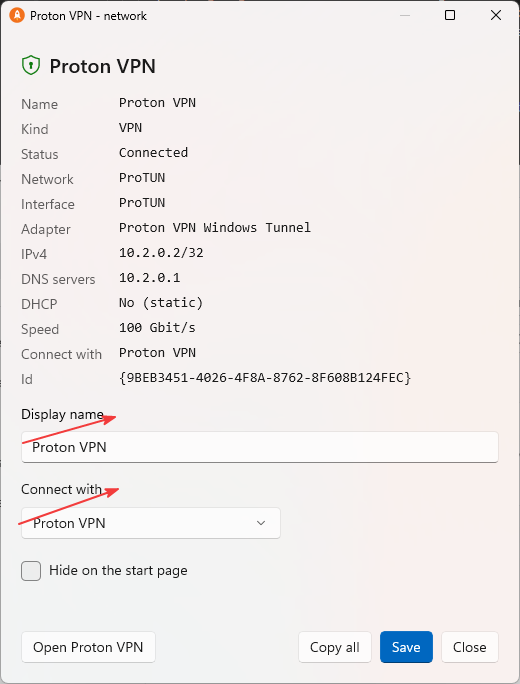 Proton VPN - network
Proton VPN
Name Proton VPN
Kind VPN
Status Connected
Network ProTUN
Interface ProTUN
Adapter Proton VPN Windows Tunnel
IPv4 10.2.0.2/32
DNS servers 10.2.0.1
DHCP No (static)
Speed 100 Gbit/s
Connect with Proton VPN
Id {9BEB3451-4026-4F8A-8762-8F608B124FEC}
Display name
Proton VPN
Connect with
Proton VPN
Hide on the start page
Open Proton VPN Copy all Save Close